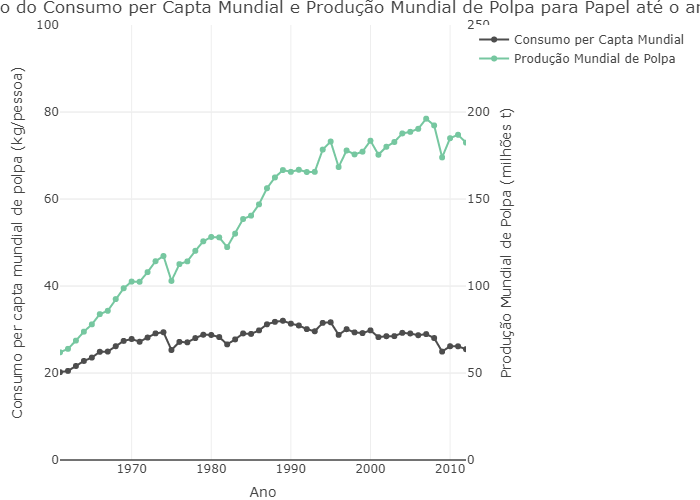 o do Consumo per Capta Mundial e Produção Mundial de Polpa para Papel até o
100
250
Consumo per Capta Mundial
Produção Mundial de Polpa
80
200
60
150
40
100
20
50
0
0
Consumo per capta mundial de polpa (kg/pessoa)
Produção Mundial de Polpa (milhões t)
1970
1980
1990
2000
2010
Ano